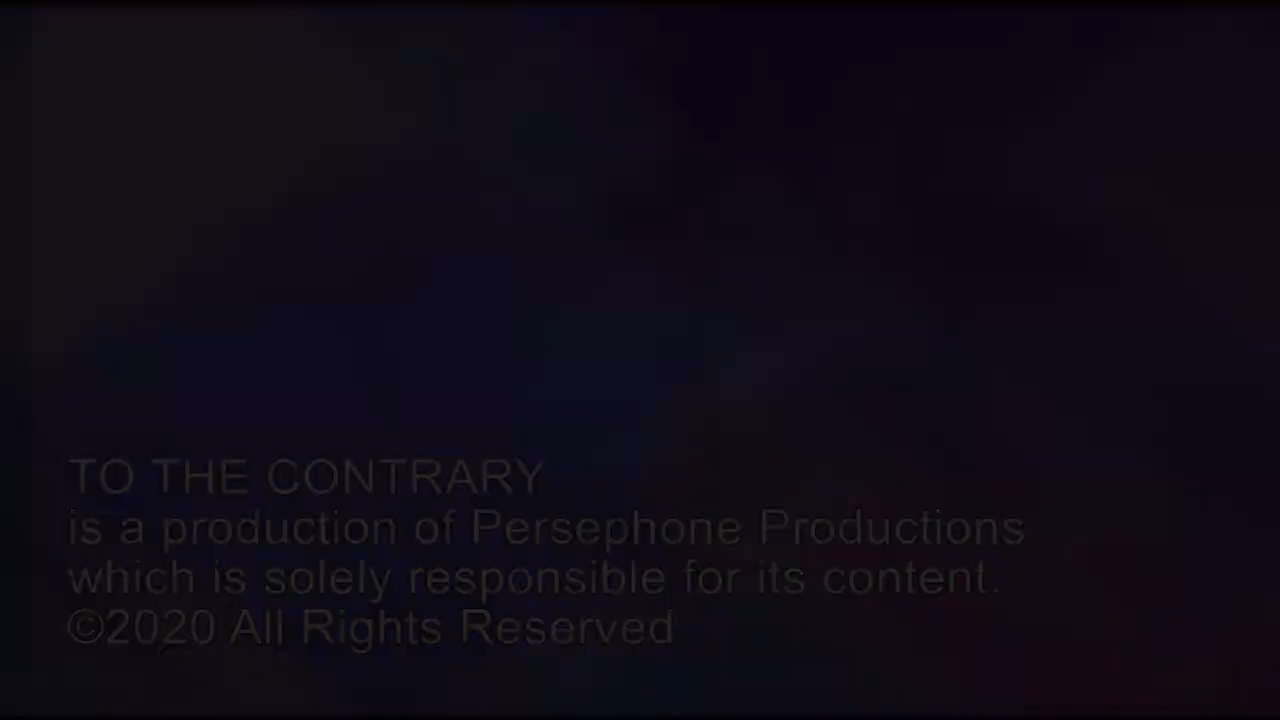 TO THE CONTRARY
is a production of Persephone Productions
which is solely responsible for its content.
©2020 All Rights Reserved